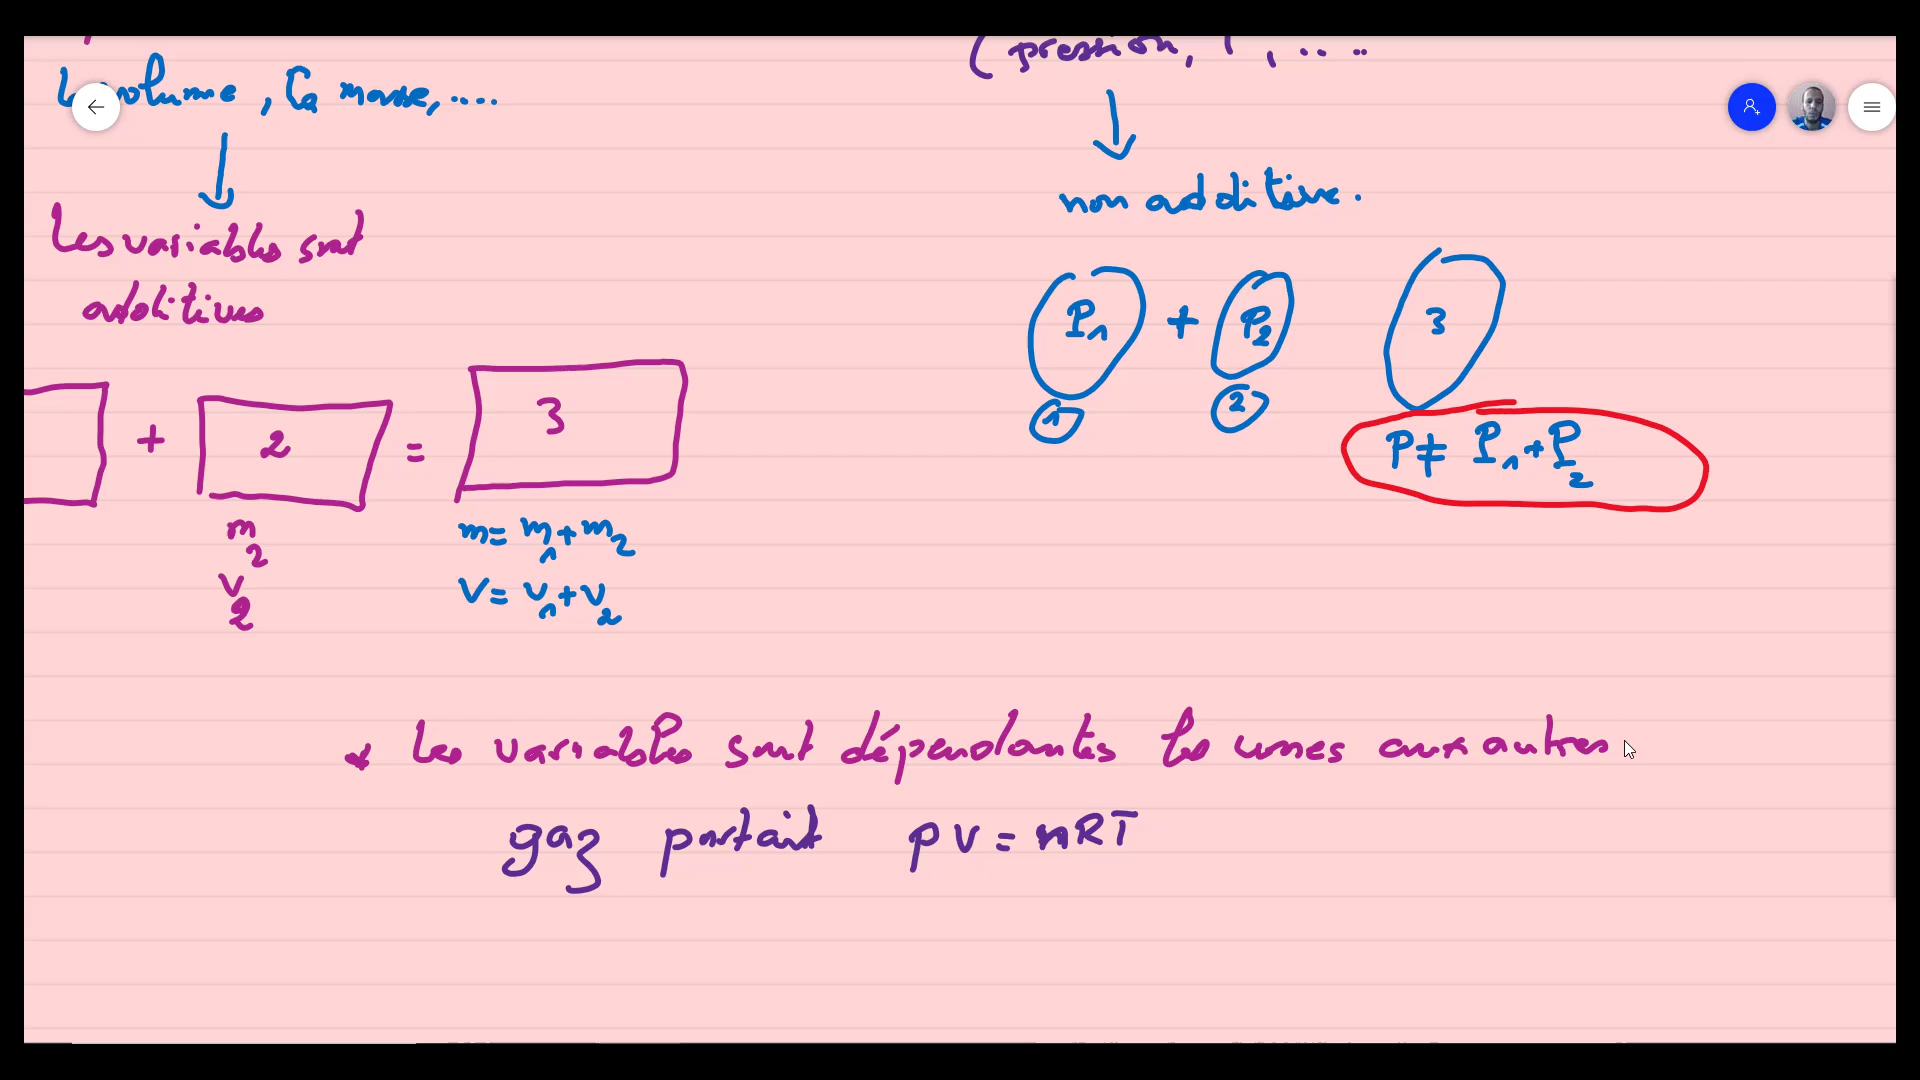 le volume, la masse, ....
les variables sont
additives
+ 2 = 3
m2
v2
m = m1 + m2
V = v1 + v2
(pression, T, .....
non additive.
P1 + P2 3
1 2
P ≠ P1 + P2
* les variables sont dépendantes les unes aux autres
gaz parfait PV = nRT